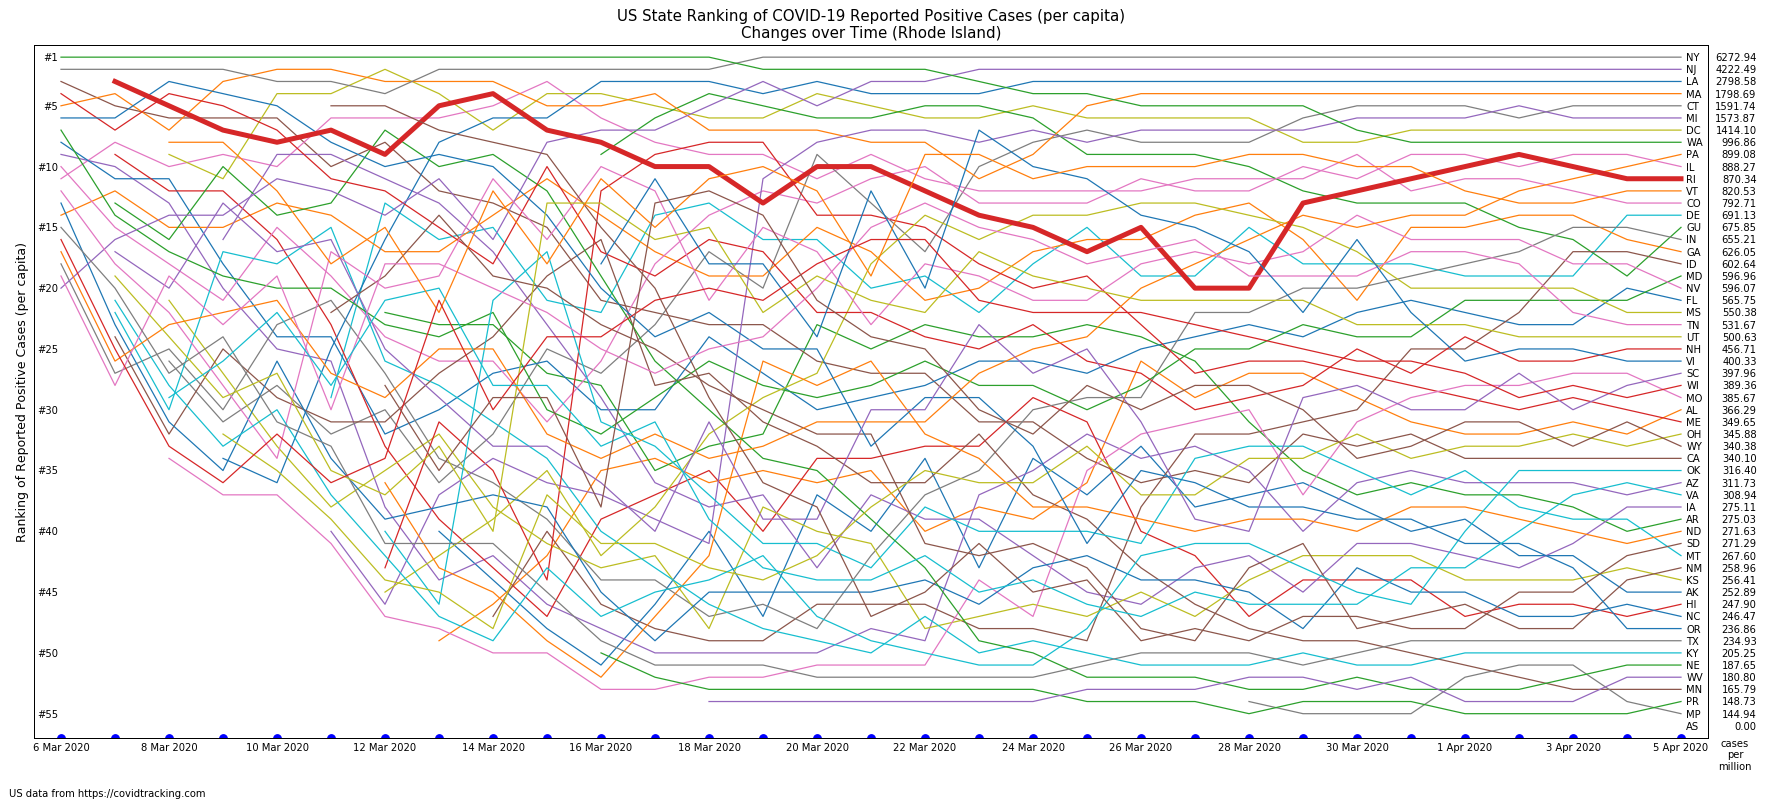 US State Ranking of COVID-19 Reported Positive Cases (per capita)
Changes over Time (Rhode Island)
Ranking of Reported Positive Cases (per capita)
#1
#5
#10
#15
#20
#25
#30
#35
#40
#45
#50
#55
NY 6272.94
NJ 4222.49
LA 2798.58
MA 1798.69
CT 1591.74
MI 1573.87
DC 1414.10
WA 996.86
PA 899.08
IL 888.27
RI 870.34
VT 820.53
CO 792.71
DE 691.13
GU 675.85
IN 655.21
GA 626.05
ID 602.64
MD 596.96
NV 596.07
FL 565.75
MS 550.38
TN 531.67
UT 500.63
NH 456.71
VI 400.33
SC 397.96
WI 389.36
MO 385.67
AL 366.29
ME 349.65
OH 345.88
WY 340.38
CA 340.10
OK 316.40
AZ 311.73
VA 308.94
IA 275.11
AR 275.03
ND 271.63
SD 271.29
MT 267.60
NM 258.96
KS 256.41
AK 252.89
HI 247.90
NC 246.47
OR 236.86
TX 234.93
KY 205.25
NE 187.65
WV 180.80
MN 165.79
PR 148.73
MP 144.94
AS 0.00
6 Mar 2020
8 Mar 2020
10 Mar 2020
12 Mar 2020
14 Mar 2020
16 Mar 2020
18 Mar 2020
20 Mar 2020
22 Mar 2020
24 Mar 2020
26 Mar 2020
28 Mar 2020
30 Mar 2020
1 Apr 2020
3 Apr 2020
5 Apr 2020
cases
per
million
US data from https://covidtracking.com